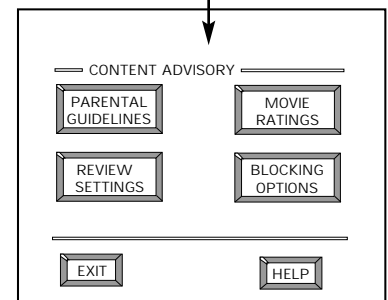 CONTENT ADVISORY
PARENTAL
GUIDELINES
MOVIE
RATINGS
REVIEW
SETTINGS
BLOCKING
OPTIONS
EXIT
HELP